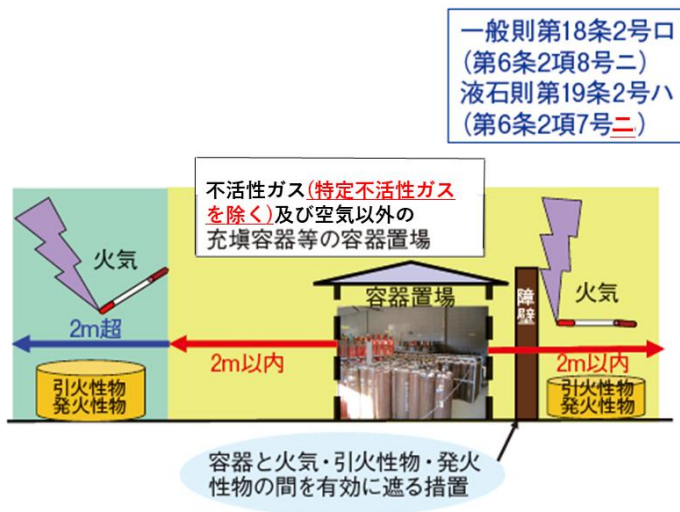 一般則第18条2号ロ
(第6条2項8号ニ)
液石則第19条2号ハ
(第6条2項7号ニ)
不活性ガス(特定不活性ガス
を除く)及び空気以外の
充塡容器等の容器置場
火気
容器置場
障壁
火気
2m超
2m以内
2m以内
引火性物
発火性物
引火性物
発火性物
容器と火気・引火性物・発火
性物の間を有効に遮る措置